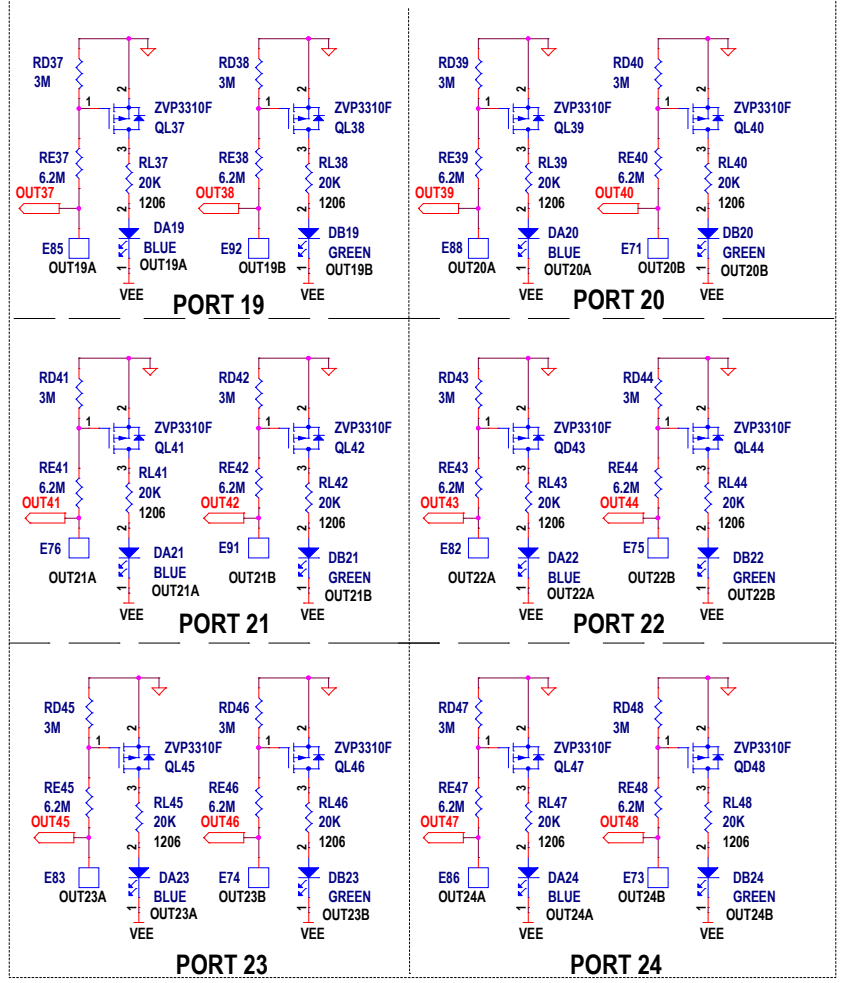 RD37
3M
1
2
ZVP3310F
QL37
3
RE37
6.2M
OUT37
RL37
20K
1206
2
E85
OUT19A
DA19
BLUE
OUT19A
1
VEE
RD38
3M
1
2
ZVP3310F
QL38
3
RE38
6.2M
OUT38
RL38
20K
1206
2
E92
OUT19B
DB19
GREEN
OUT19B
1
VEE
PORT 19
RD39
3M
1
2
ZVP3310F
QL39
3
RE39
6.2M
OUT39
RL39
20K
1206
2
E88
OUT20A
DA20
BLUE
OUT20A
1
VEE
RD40
3M
1
2
ZVP3310F
QL40
3
RE40
6.2M
OUT40
RL40
20K
1206
2
E71
OUT20B
DB20
GREEN
OUT20B
1
VEE
PORT 20
RD41
3M
1
2
ZVP3310F
QL41
3
RE41
6.2M
OUT41
RL41
20K
1206
2
E76
OUT21A
DA21
BLUE
OUT21A
1
VEE
RD42
3M
1
2
ZVP3310F
QL42
3
RE42
6.2M
OUT42
RL42
20K
1206
2
E91
OUT21B
DB21
GREEN
OUT21B
1
VEE
PORT 21
RD43
3M
1
2
ZVP3310F
QD43
3
RE43
6.2M
OUT43
RL43
20K
1206
2
E82
OUT22A
DA22
BLUE
OUT22A
1
VEE
RD44
3M
1
2
ZVP3310F
QL44
3
RE44
6.2M
OUT44
RL44
20K
1206
2
E75
OUT22B
DB22
GREEN
OUT22B
1
VEE
PORT 22
RD45
3M
1
2
ZVP3310F
QL45
3
RE45
6.2M
OUT45
RL45
20K
1206
2
E83
OUT23A
DA23
BLUE
OUT23A
1
VEE
RD46
3M
1
2
ZVP3310F
QL46
3
RE46
6.2M
OUT46
RL46
20K
1206
2
E74
OUT23B
DB23
GREEN
OUT23B
1
VEE
PORT 23
RD47
3M
1
2
ZVP3310F
QL47
3
RE47
6.2M
OUT47
RL47
20K
1206
2
E86
OUT24A
DA24
BLUE
OUT24A
1
VEE
RD48
3M
1
2
ZVP3310F
QD48
3
RE48
6.2M
OUT48
RL48
20K
1206
2
E73
OUT24B
DB24
GREEN
OUT24B
1
VEE
PORT 24